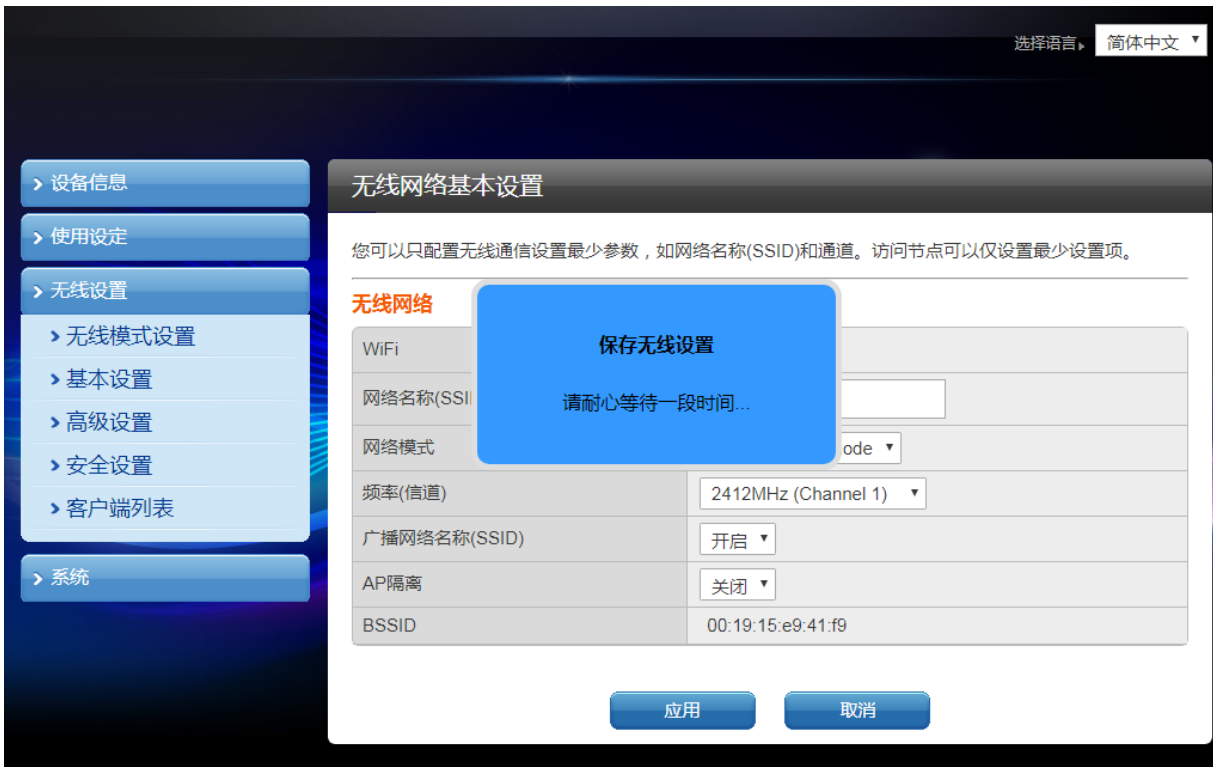 选择语言▸ 简体中文
设备信息
使用设定
无线设置
无线模式设置
基本设置
高级设置
安全设置
客户端列表
系统
无线网络基本设置
您可以只配置无线通信设置最少参数，如网络名称(SSID)和通道。访问节点可以仅设置最少设置项。
无线网络
保存无线设置
请耐心等待一段时间...
WiFi
网络名称(SSI
网络模式 ode
频率(信道) 2412MHz (Channel 1)
广播网络名称(SSID) 开启
AP隔离 关闭
BSSID 00:19:15:e9:41:f9
应用 取消